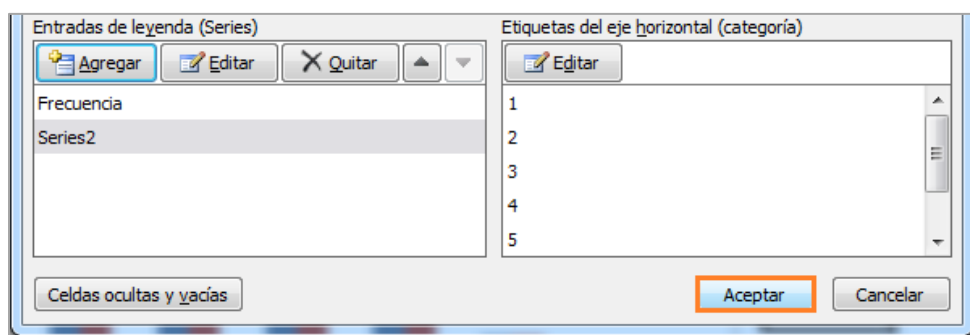 Entradas de leyenda (Series)
Agregar Editar Quitar
Frecuencia
Series2
Etiquetas del eje horizontal (categoría)
Editar
1
2
3
4
5
Celdas ocultas y vacías
Aceptar Cancelar